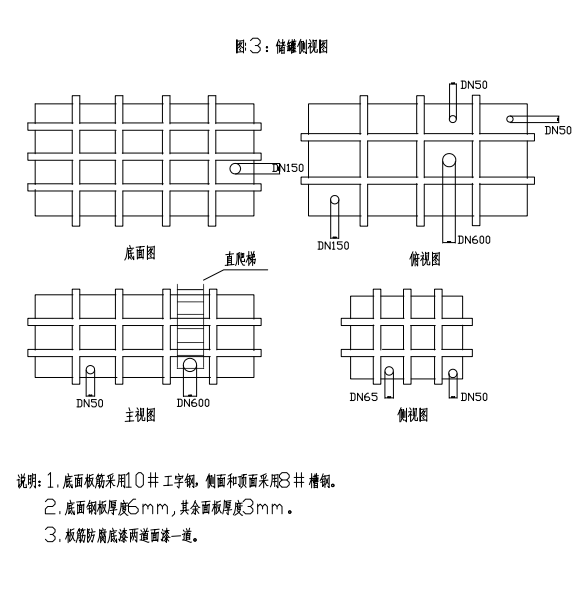 图3：储罐侧视图
DN50
DN50
DN150
DN150
DN600
底面图
俯视图
直爬梯
DN50
DN600
DN65
DN50
主视图
侧视图
说明：1.底面板筋采用10#工字钢，侧面和顶面采用8#槽钢。
2.底面钢板厚度6mm,其余面板厚度3mm。
3.板筋防腐底漆两道面漆一道。